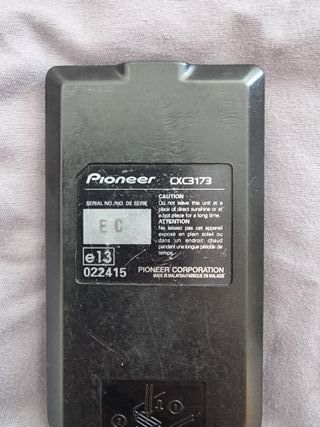 Pioneer CXC3173
SERIAL NO./NO. DE SERIE
E C
e13
022415
CAUTION
Do not leave this unit at a
place of direct sunshine or at
a hot place for a long time.
ATTENTION
Ne laissez pas cet appareil
exposé en plein soleil ou
dans un endroit chaud
pendant une longue période de
temps.
PIONEER CORPORATION
MADE IN MALAYSIA/FABRIQUE EN MALAISIE
2 1